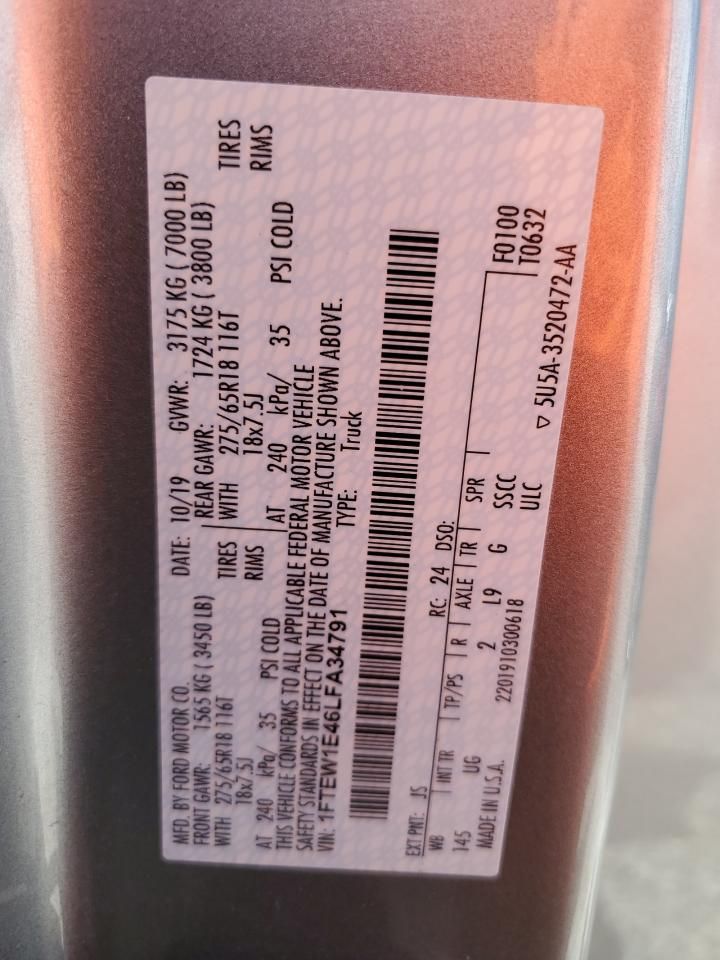 MFD. BY FORD MOTOR CO. DATE: 10/19 GVWR: 3175 KG ( 7000 LB)
FRONT GAWR: 1565 KG ( 3450 LB) REAR GAWR: 1724 KG ( 3800 LB)
WITH 275/65R18 116T TIRES WITH 275/65R18 116T TIRES
18x7.5J RIMS 18x7.5J RIMS
AT 240 kPa/ 35 PSI COLD AT 240 kPa/ 35 PSI COLD
THIS VEHICLE CONFORMS TO ALL APPLICABLE FEDERAL MOTOR VEHICLE
SAFETY STANDARDS IN EFFECT ON THE DATE OF MANUFACTURE SHOWN ABOVE.
VIN: 1FTEW1E46LFA34791 TYPE: Truck
EXT PNT: JS RC: 24 DSO: F0100
WB INT TR TP/PS R AXLE TR SPR T0632
145 UG 2 L9 G SSCC
MADE IN U.S.A. 2201910300618 ULC ▽ 5U5A-3520472-AA